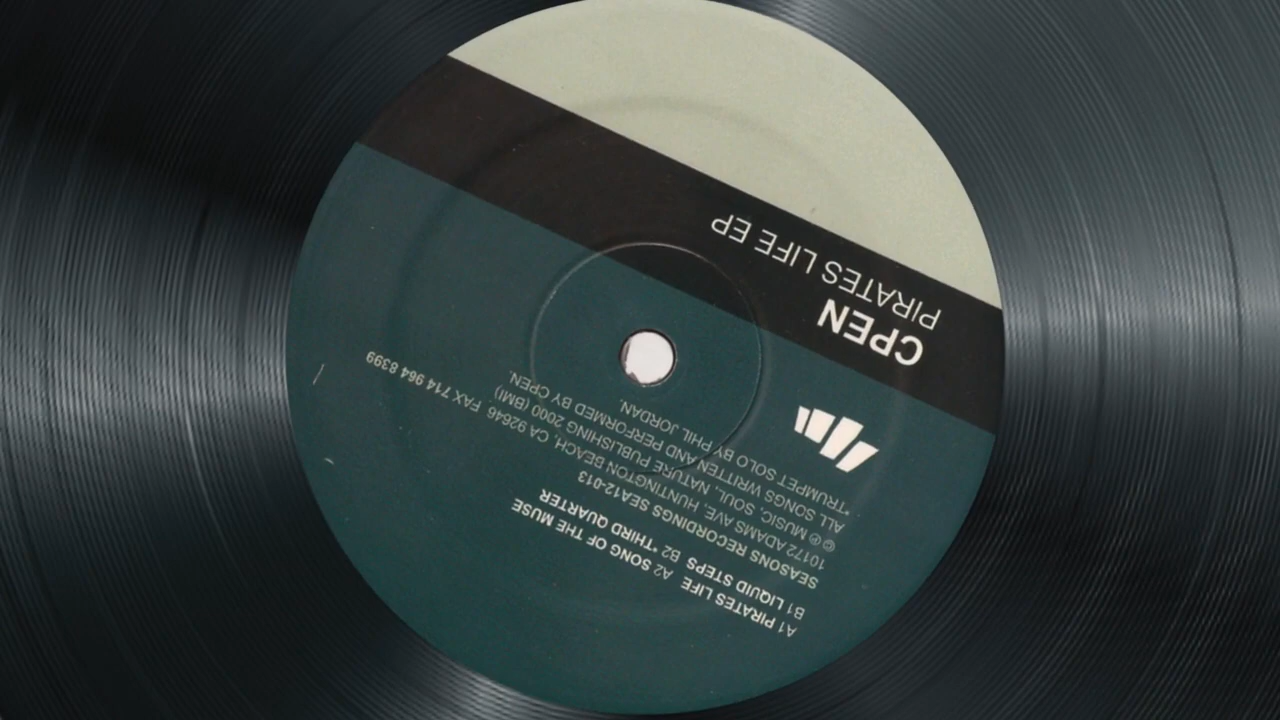 A1 PIRATES LIFE A2 SONG OF THE MUSE
B1 LIQUID STEPS B2 *THIRD QUARTER
SEASONS RECORDINGS SEA12-013
10172 ADAMS AVE, HUNTINGTON BEACH, CA 92646 FAX 714 964 8399
©℗ MUSIC, SOUL, NATURE PUBLISHING 2000 (BMI)
ALL SONGS WRITTEN AND PERFORMED BY CPEN.
*TRUMPET SOLO BY PHIL JORDAN.
CPEN
PIRATES LIFE EP